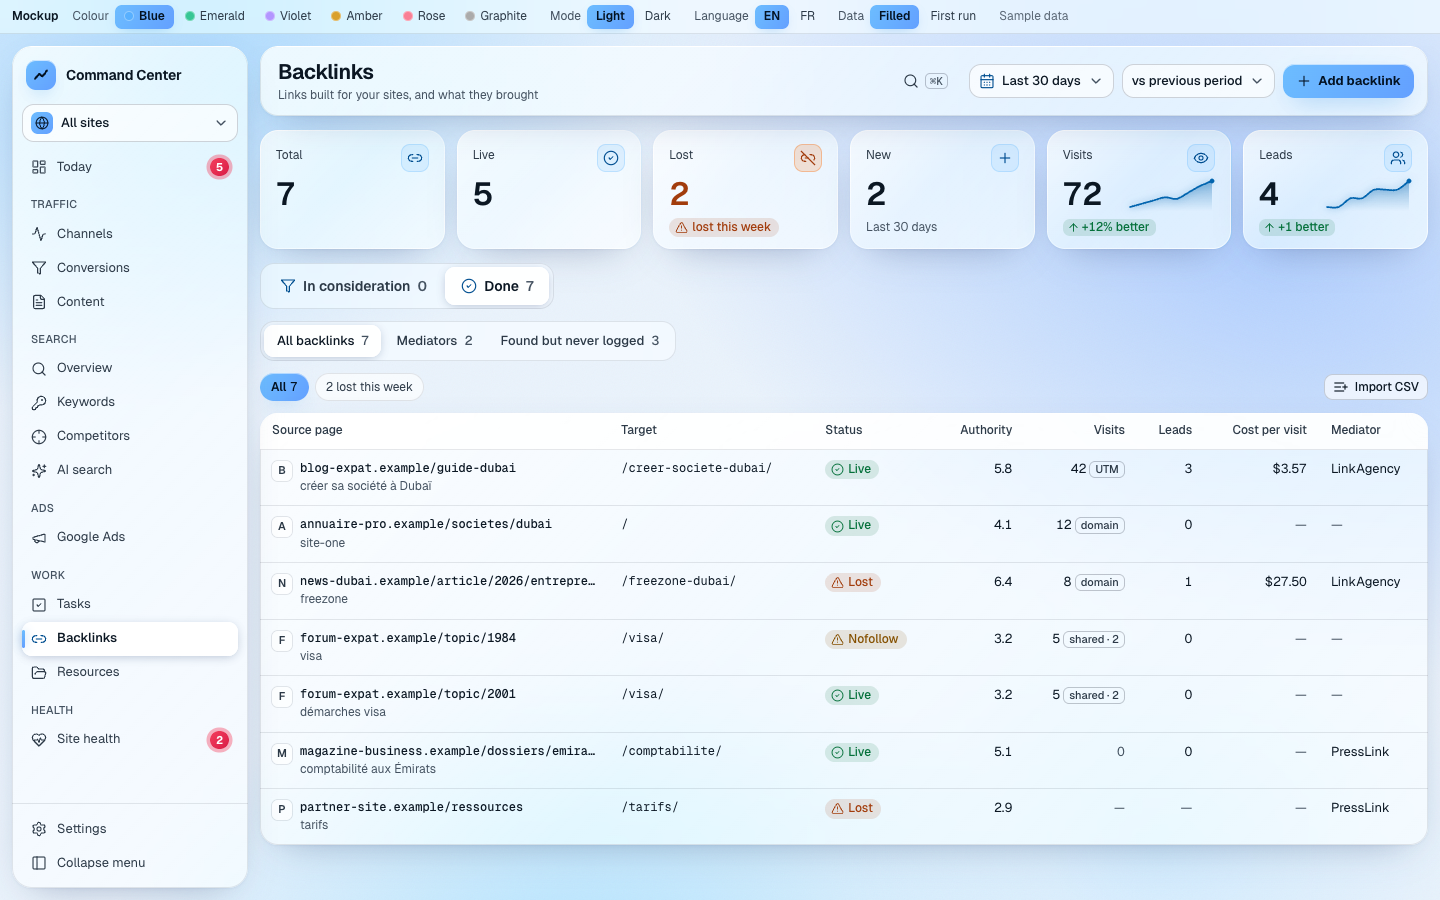 Mockup Colour Blue Emerald Violet Amber Rose Graphite Mode Light Dark Language EN FR Data Filled First run Sample data
Command Center
All sites
Today 5
TRAFFIC
Channels
Conversions
Content
SEARCH
Overview
Keywords
Competitors
AI search
ADS
Google Ads
WORK
Tasks
Backlinks
Resources
HEALTH
Site health 2
Settings
Collapse menu
Backlinks
Links built for your sites, and what they brought
⌘K
Last 30 days
vs previous period
Add backlink
Total
7
Live
5
Lost
2
lost this week
New
2
Last 30 days
Visits
72
+12% better
Leads
4
+1 better
In consideration 0 Done 7
All backlinks 7 Mediators 2 Found but never logged 3
All 7 2 lost this week Import CSV
Source page Target Status Authority Visits Leads Cost per visit Mediator
B blog-expat.example/guide-dubai /creer-societe-dubai/ Live 5.8 42 UTM 3 $3.57 LinkAgency
créer sa société à Dubaï
A annuaire-pro.example/societes/dubai / Live 4.1 12 domain 0 — —
site-one
N news-dubai.example/article/2026/entrepre… /freezone-dubai/ Lost 6.4 8 domain 1 $27.50 LinkAgency
freezone
F forum-expat.example/topic/1984 /visa/ Nofollow 3.2 5 shared · 2 0 — —
visa
F forum-expat.example/topic/2001 /visa/ Live 3.2 5 shared · 2 0 — —
démarches visa
M magazine-business.example/dossiers/emira… /comptabilite/ Live 5.1 0 0 — PressLink
comptabilité aux Émirats
P partner-site.example/ressources /tarifs/ Lost 2.9 — — — PressLink
tarifs